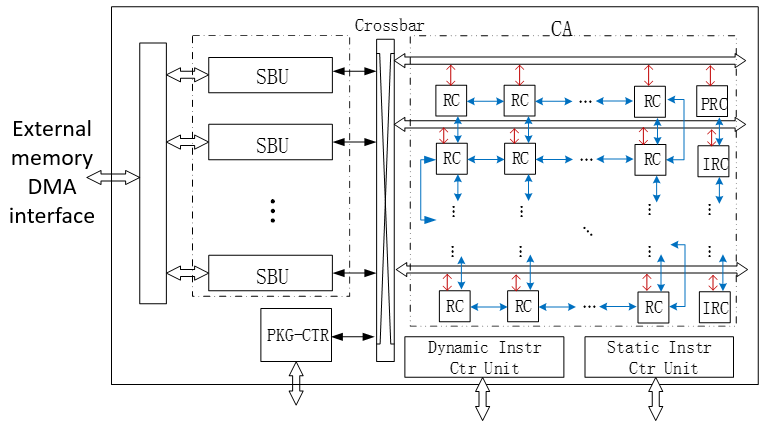 Crossbar
CA
SBU
RC RC ... RC PRC
External
memory
DMA
interface
SBU
RC RC ... RC IRC
...
SBU
RC RC ... RC IRC
PKG-CTR
Dynamic Instr
Ctr Unit
Static Instr
Ctr Unit